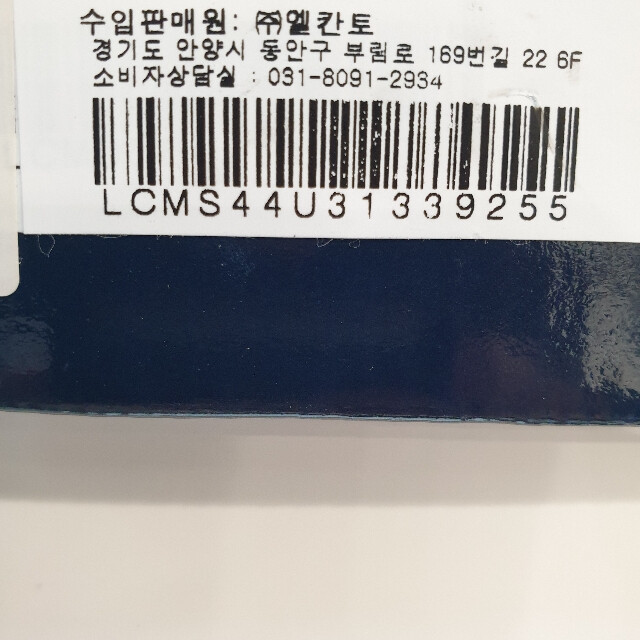 수입판매원: ㈜엘칸토
경기도 안양시 동안구 부림로 169번길 22 6F
소비자상담실 : 031-8091-2934
LCMS44U31339255